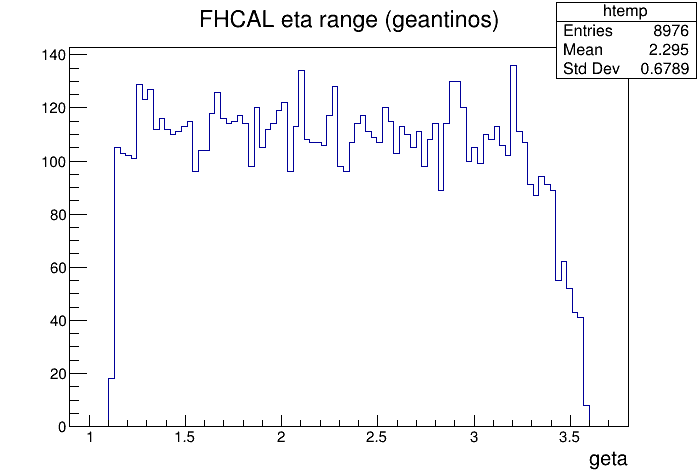 FHCAL eta range (geantinos)
htemp
Entries 8976
Mean 2.295
Std Dev 0.6789
140
120
100
80
60
40
20
0
1 1.5 2 2.5 3 3.5
geta